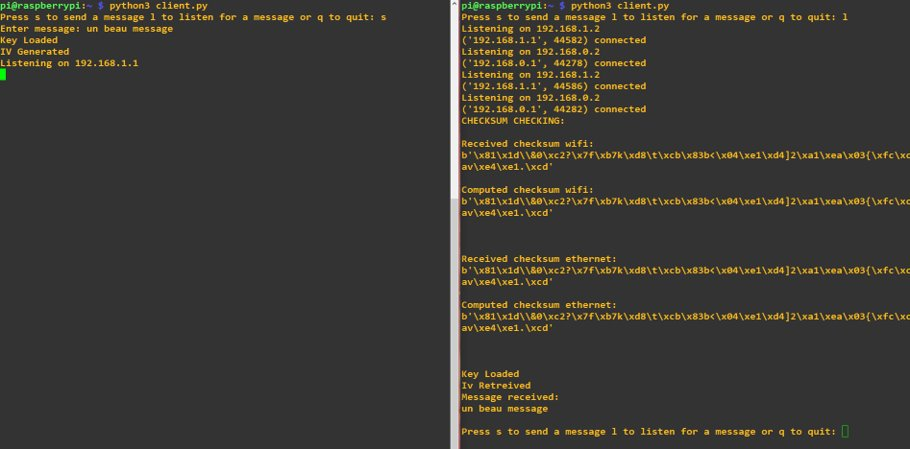 pi@raspberrypi:~ $ python3 client.py
Press s to send a message l to listen for a message or q to quit: s
Enter message: un beau message
Key Loaded
IV Generated
Listening on 192.168.1.1
pi@raspberrypi:~ $ python3 client.py
Press s to send a message l to listen for a message or q to quit: l
Listening on 192.168.1.2
('192.168.1.1', 44582) connected
Listening on 192.168.0.2
('192.168.0.1', 44278) connected
Listening on 192.168.1.2
('192.168.1.1', 44586) connected
Listening on 192.168.0.2
('192.168.0.1', 44282) connected
CHECKSUM CHECKING:
Received checksum wifi:
b'\x81\x1d\\&0\xc2?\x7f\xb7k\xd8\t\xcb\x83b<\x04\xe1\xd4]2\xa1\xea\x03{\xfc\xc
av\xe4\xe1.\xcd'
Computed checksum wifi:
b'\x81\x1d\\&0\xc2?\x7f\xb7k\xd8\t\xcb\x83b<\x04\xe1\xd4]2\xa1\xea\x03{\xfc\xc
av\xe4\xe1.\xcd'
Received checksum ethernet:
b'\x81\x1d\\&0\xc2?\x7f\xb7k\xd8\t\xcb\x83b<\x04\xe1\xd4]2\xa1\xea\x03{\xfc\xc
av\xe4\xe1.\xcd'
Computed checksum ethernet:
b'\x81\x1d\\&0\xc2?\x7f\xb7k\xd8\t\xcb\x83b<\x04\xe1\xd4]2\xa1\xea\x03{\xfc\xc
av\xe4\xe1.\xcd'
Key Loaded
Iv Retreived
Message received:
un beau message
Press s to send a message l to listen for a message or q to quit: